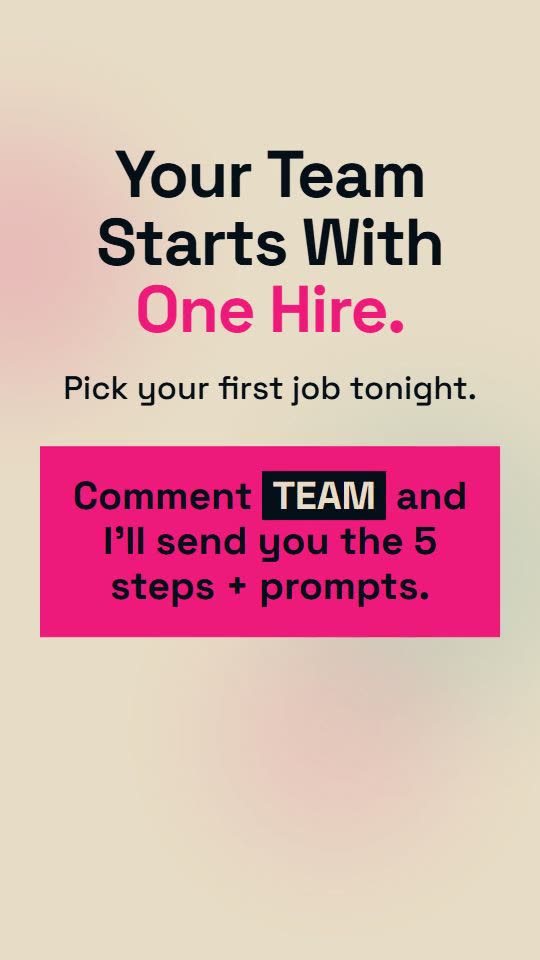 Your Team
Starts With
One Hire.
Pick your first job tonight.
Comment TEAM and
I'll send you the 5
steps + prompts.